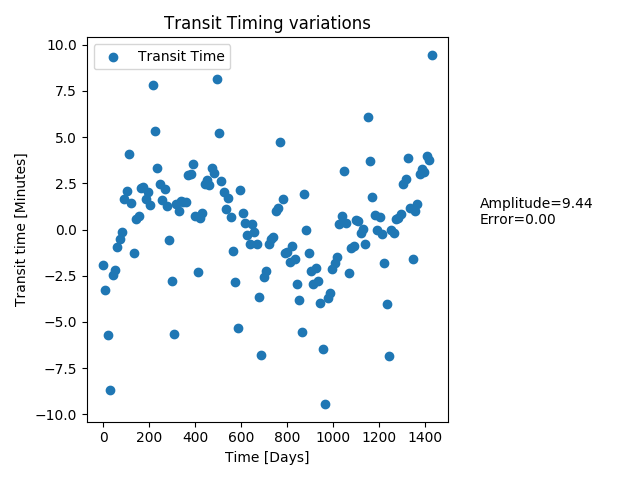 Transit Timing variations
Transit Time
10.0
7.5
5.0
2.5
0.0
−2.5
−5.0
−7.5
−10.0
Transit time [Minutes]
0 200 400 600 800 1000 1200 1400
Time [Days]
Amplitude=9.44
Error=0.00